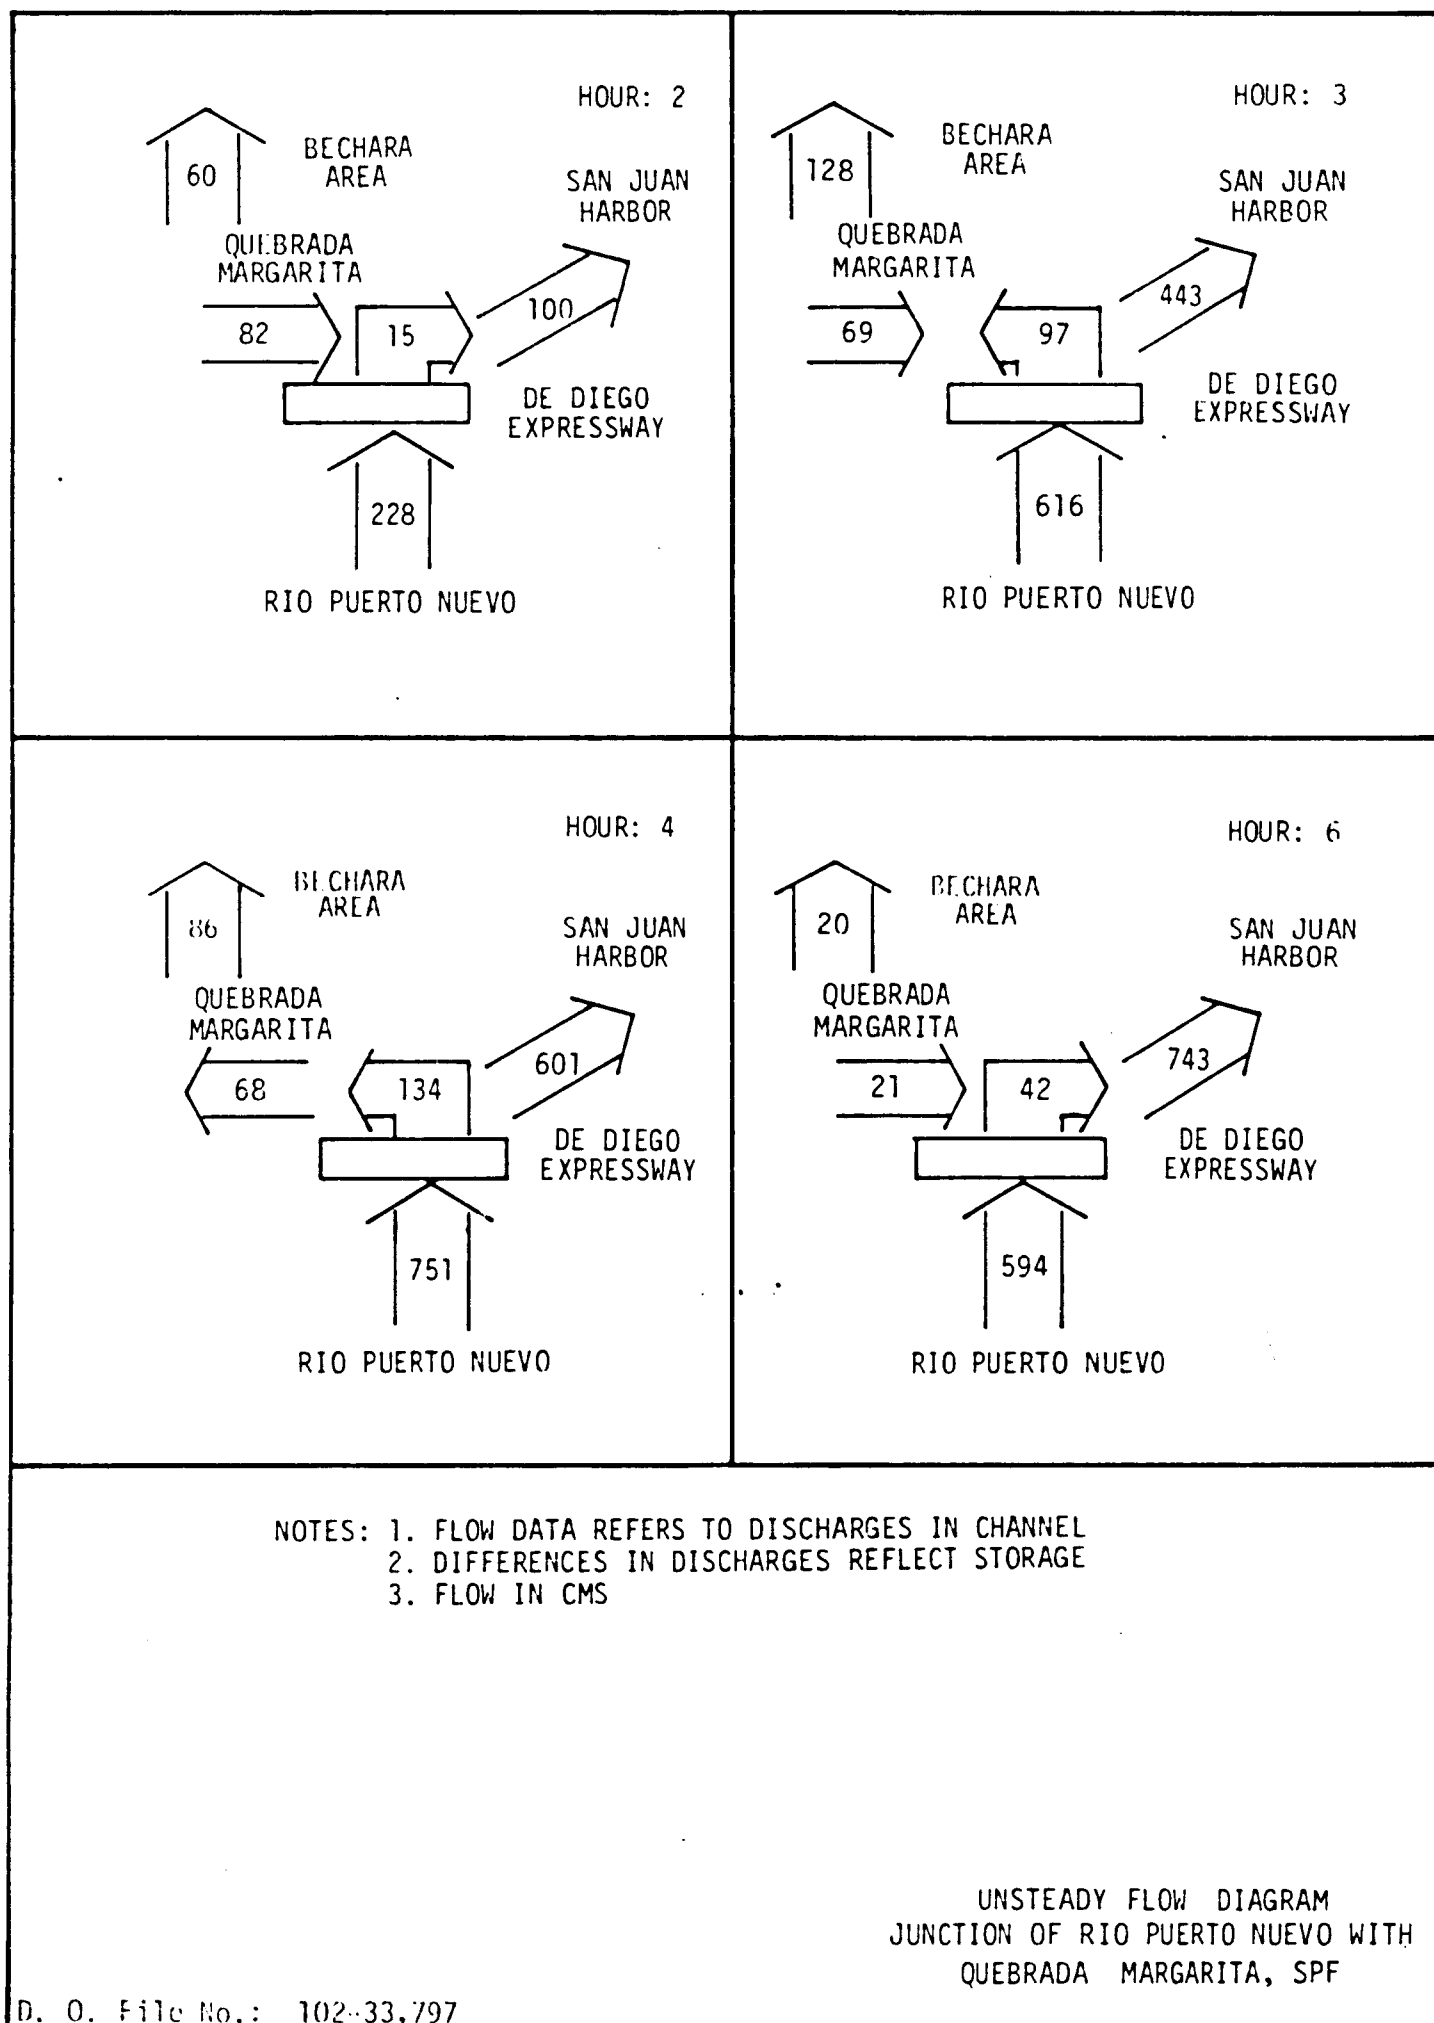 HOUR: 2
BECHARA
AREA
60
SAN JUAN
HARBOR
QUEBRADA
MARGARITA
82
15
100
DE DIEGO
EXPRESSWAY
228
RIO PUERTO NUEVO
HOUR: 3
BECHARA
AREA
128
SAN JUAN
HARBOR
QUEBRADA
MARGARITA
69
97
443
DE DIEGO
EXPRESSWAY
616
RIO PUERTO NUEVO
HOUR: 4
BECHARA
AREA
86
SAN JUAN
HARBOR
QUEBRADA
MARGARITA
68
134
601
DE DIEGO
EXPRESSWAY
751
RIO PUERTO NUEVO
HOUR: 6
BECHARA
AREA
20
SAN JUAN
HARBOR
QUEBRADA
MARGARITA
21
42
743
DE DIEGO
EXPRESSWAY
594
RIO PUERTO NUEVO
NOTES: 1. FLOW DATA REFERS TO DISCHARGES IN CHANNEL
2. DIFFERENCES IN DISCHARGES REFLECT STORAGE
3. FLOW IN CMS
UNSTEADY FLOW DIAGRAM
JUNCTION OF RIO PUERTO NUEVO WITH
QUEBRADA MARGARITA, SPF
D. O. File No.: 102-33,797